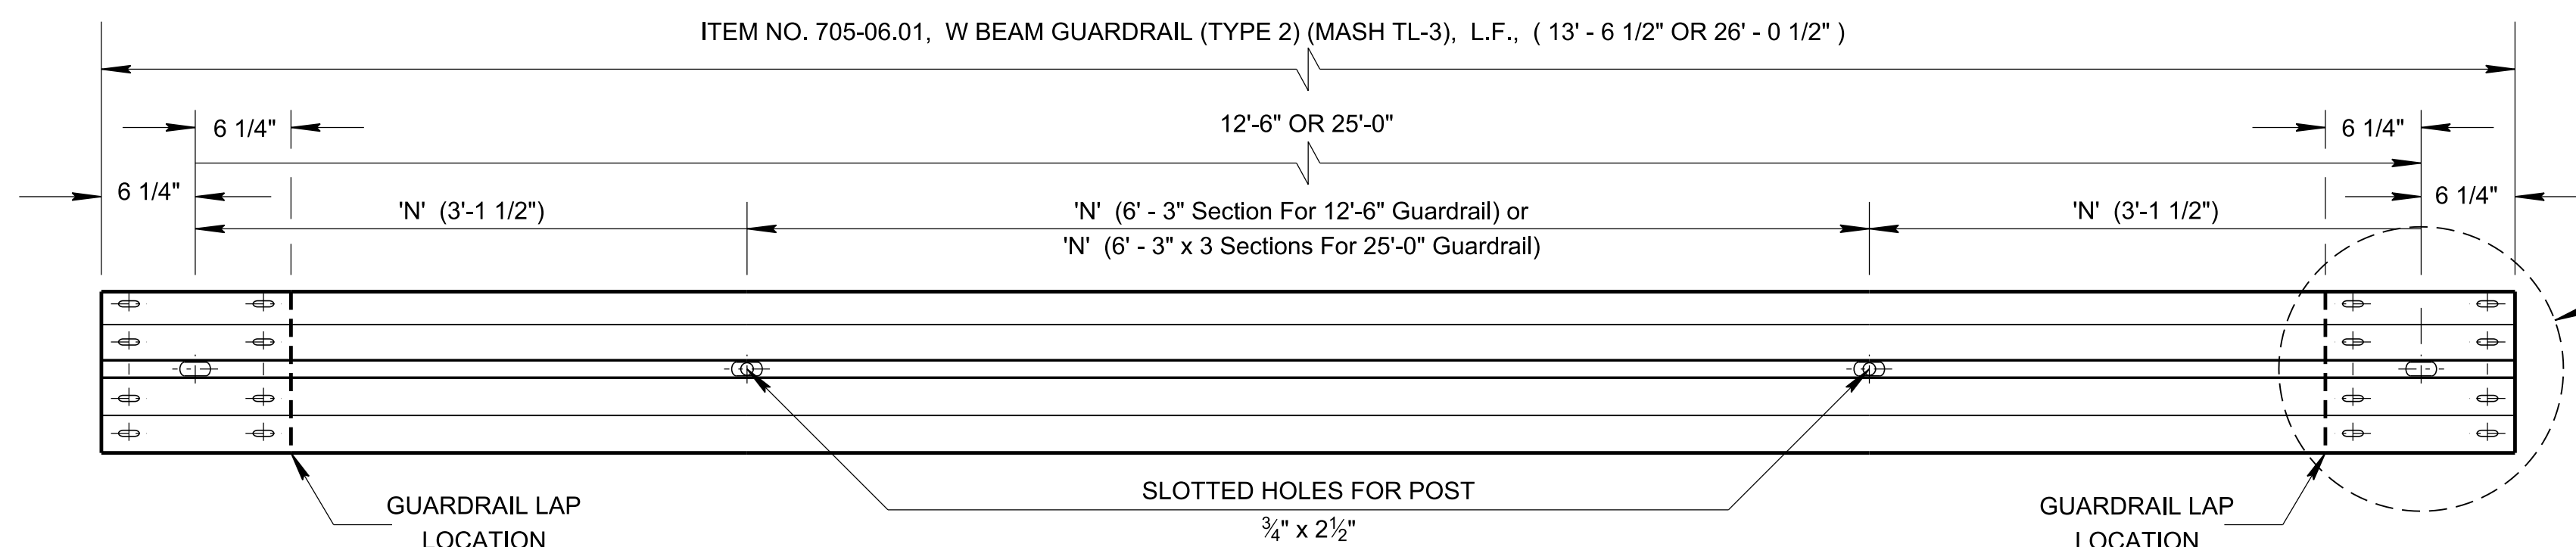 ITEM NO. 705-06.01, W BEAM GUARDRAIL (TYPE 2) (MASH TL-3), L.F., ( 13' - 6 1/2" OR 26' - 0 1/2" )
6 1/4"
12'-6" OR 25'-0"
6 1/4"
6 1/4"
'N' (3'-1 1/2")
'N' (6' - 3" Section For 12'-6" Guardrail) or
'N' (6' - 3" x 3 Sections For 25'-0" Guardrail)
'N' (3'-1 1/2")
6 1/4"
GUARDRAIL LAP
LOCATION
SLOTTED HOLES FOR POST
¾" x 2½"
GUARDRAIL LAP
LOCATION